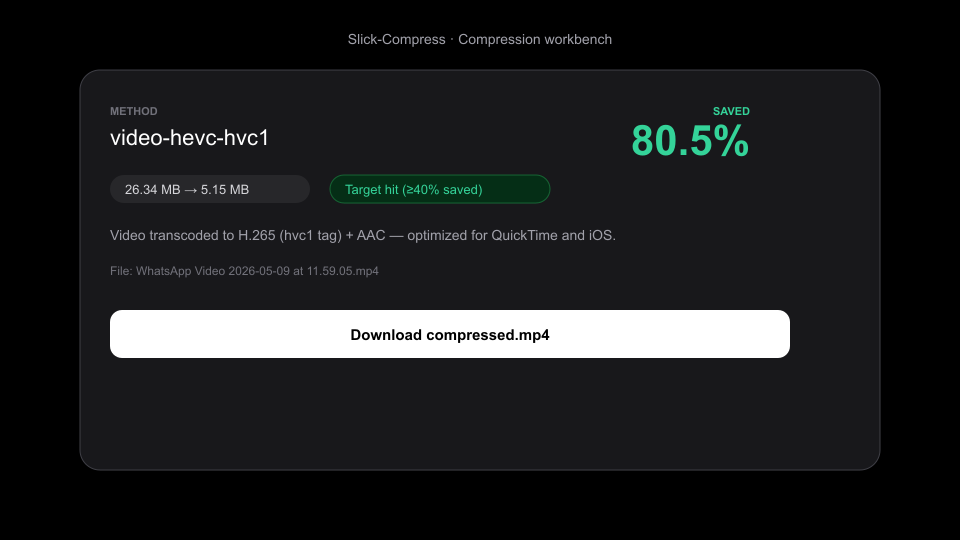 Slick-Compress · Compression workbench
METHOD
SAVED
video-hevc-hvc1
80.5%
26.34 MB → 5.15 MB
Target hit (≥40% saved)
Video transcoded to H.265 (hvc1 tag) + AAC — optimized for QuickTime and iOS.
File: WhatsApp Video 2026-05-09 at 11.59.05.mp4
Download compressed.mp4